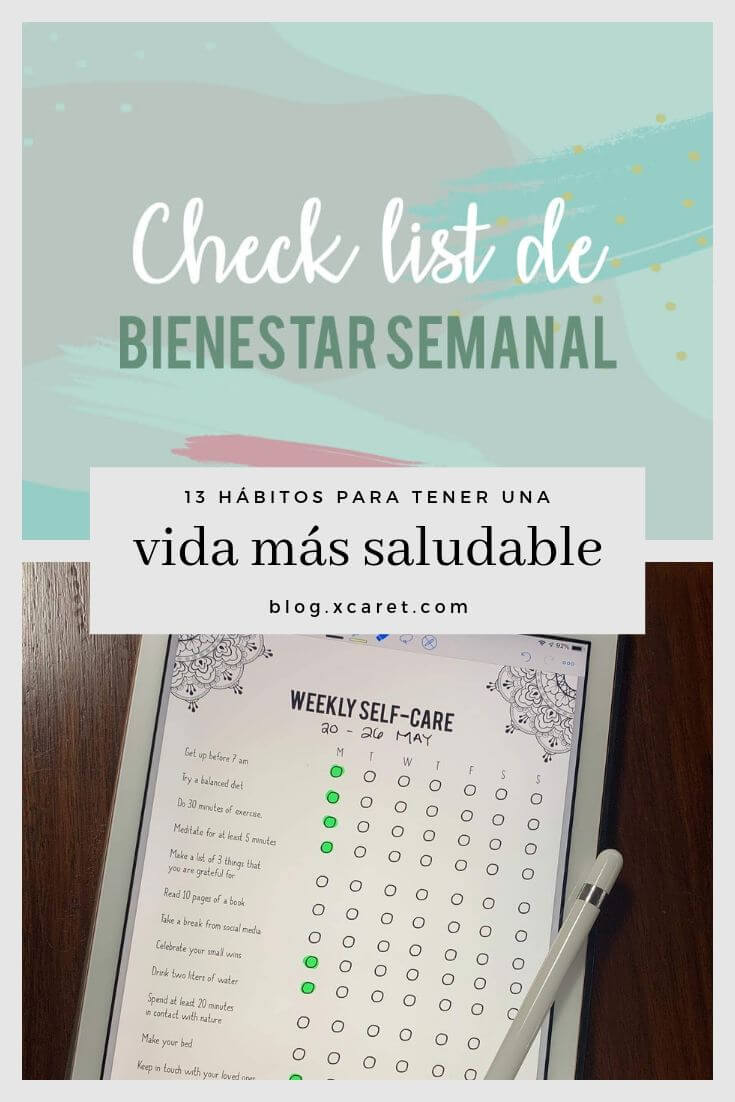 Check list de
BIENESTAR SEMANAL
13 HÁBITOS PARA TENER UNA
vida más saludable
blog.xcaret.com
92%
WEEKLY SELF-CARE
20 - 26 MAY
M T W T F S S
Get up before 7 am
Try a balanced diet
Do 30 minutes of exercise.
Meditate for at least 5 minutes
Make a list of 3 things that
you are grateful for
Read 10 pages of a book
Take a break from social media
Celebrate your small wins
Drink two liters of water
Spend at least 20 minutes
in contact with nature
Make your bed
Keep in touch with your loved ones